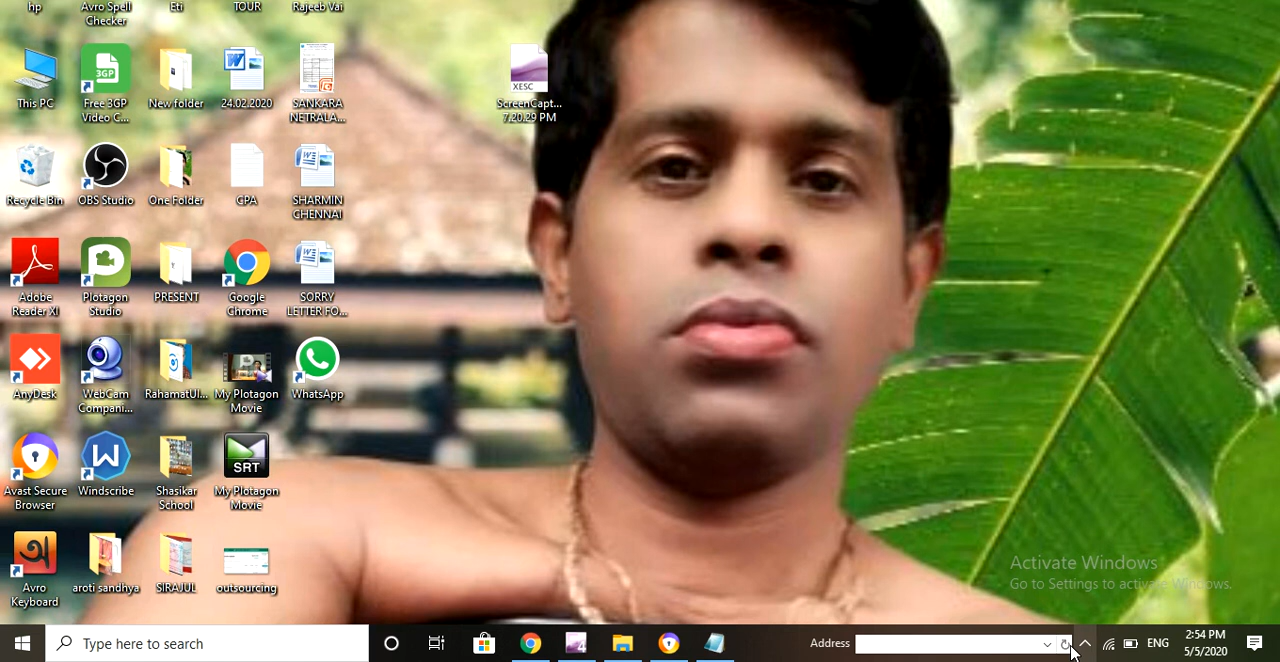 hp
Avro Spell
Checker
Eti
TOUR
Rajeeb Vai
This PC
3GP
Free 3GP
Video C...
New folder
24.02.2020
SANKARA
NETRALA...
XESC
ScreenCapt...
7.20.29 PM
Recycle Bin
OBS Studio
One Folder
CPA
SHARMIN
CHENNAI
Adobe
Reader XI
Plotagon
Studio
PRESENT
Google
Chrome
SORRY
LETTER FO...
AnyDesk
WebCam
Compani...
RahamatUl...
My Plotagon
Movie
WhatsApp
Avast Secure
Browser
Windscribe
Shasikar
School
SRT
My Plotagon
Movie
অ
Avro
Keyboard
aroti sandhya
SIRAJUL
outsourcing
Activate Windows
Go to Settings to activate Windows.
Type here to search
Address
ENG
2:54 PM
5/5/2020